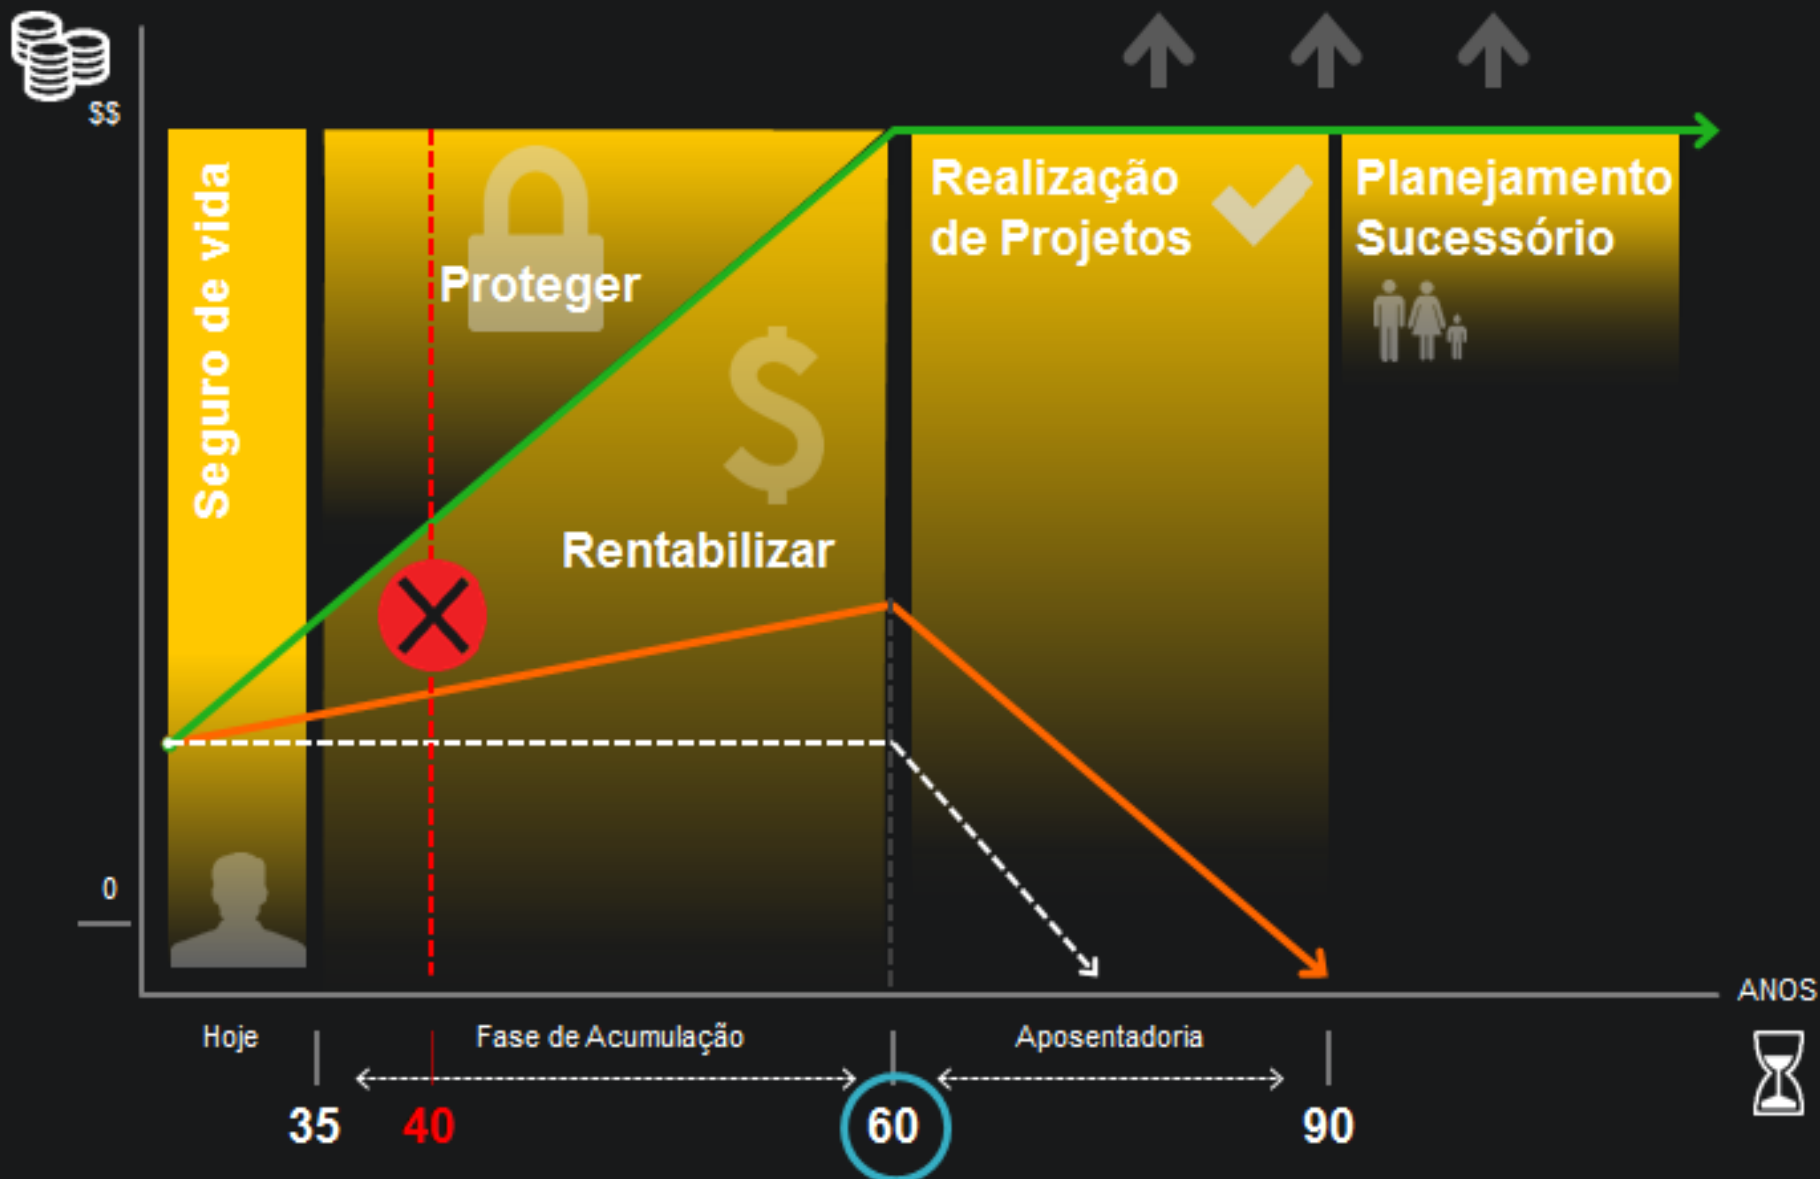 $$
Seguro de vida
Proteger
Rentabilizar
Realização
de Projetos
Planejamento
Sucessório
0
ANOS
Hoje
Fase de Acumulação
Aposentadoria
35
40
60
90